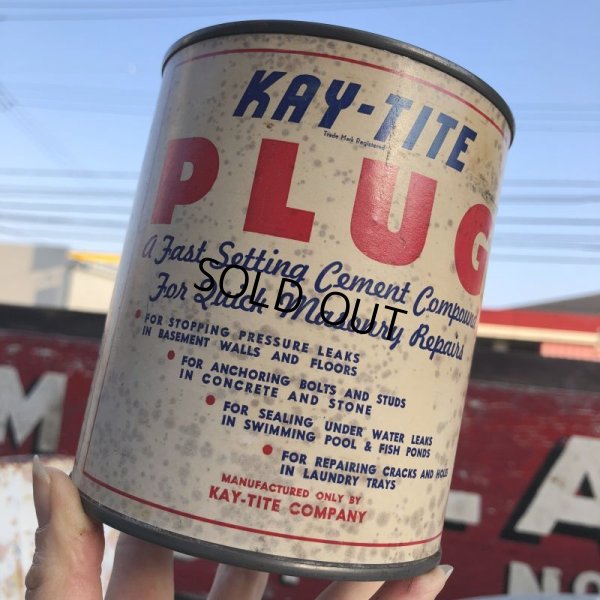 KAY-TITE
Trade Mark Registered
PLUG
A Fast Setting Cement Compound
For Quick Masonry Repairs
SOLD OUT
• FOR STOPPING PRESSURE LEAKS
IN BASEMENT WALLS AND FLOORS
• FOR ANCHORING BOLTS AND STUDS
IN CONCRETE AND STONE
• FOR SEALING UNDER WATER LEAKS
IN SWIMMING POOL & FISH PONDS
• FOR REPAIRING CRACKS AND HOLES
IN LAUNDRY TRAYS
MANUFACTURED ONLY BY
KAY-TITE COMPANY